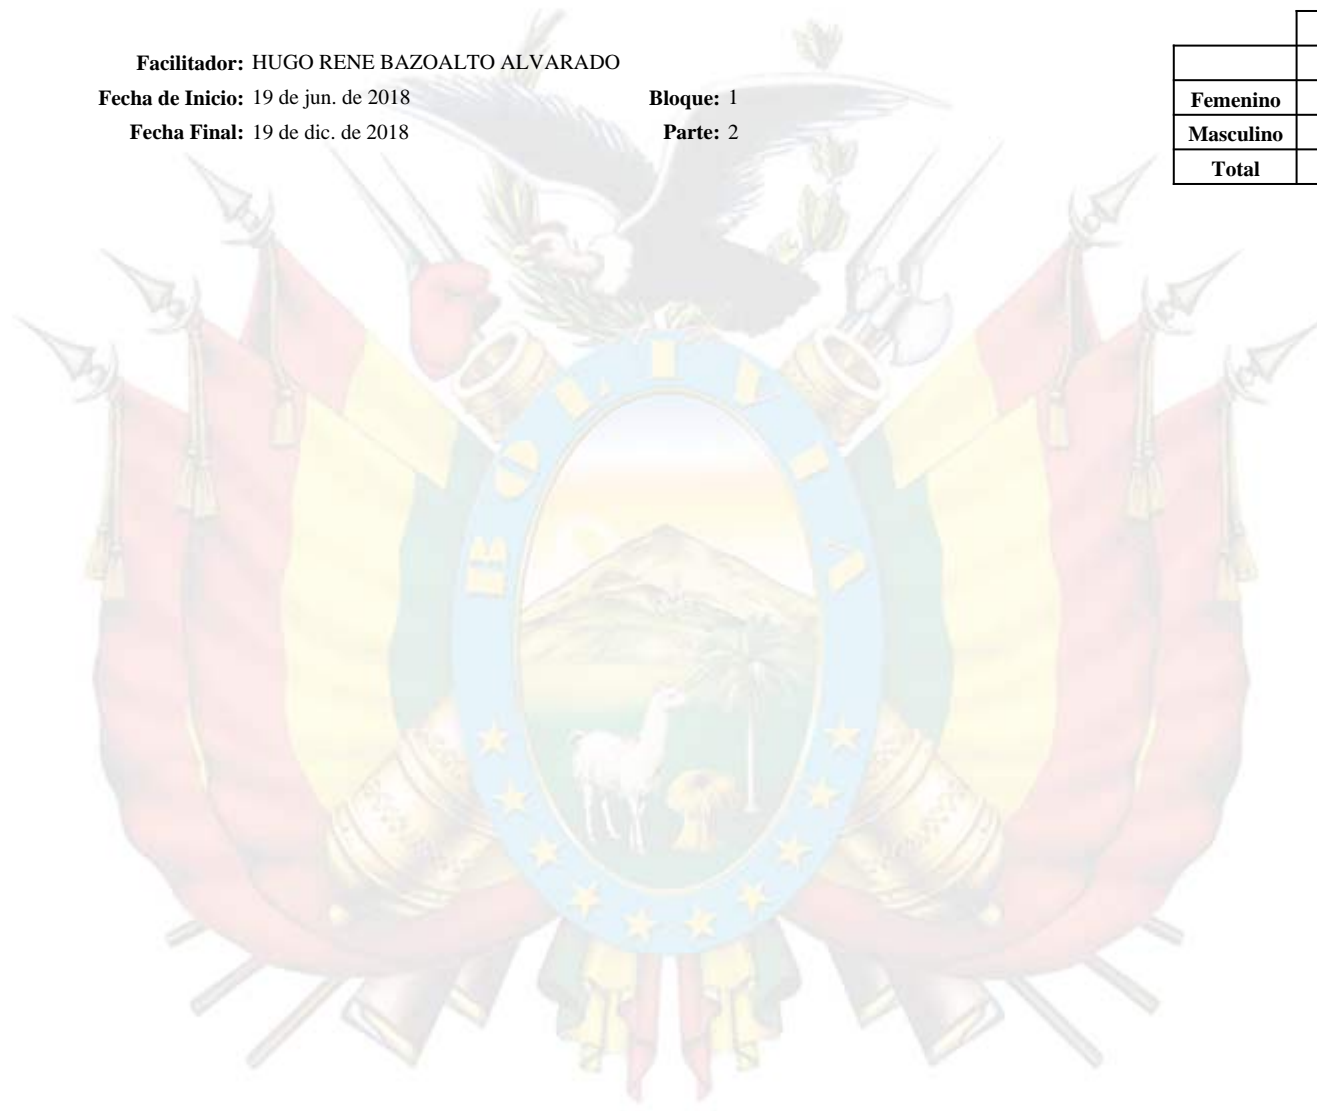 Facilitador: HUGO RENE BAZOALTO ALVARADO
Fecha de Inicio: 19 de jun. de 2018 Bloque: 1
Fecha Final: 19 de dic. de 2018 Parte: 2
Femenino
Masculino
Total
BOLIVIA